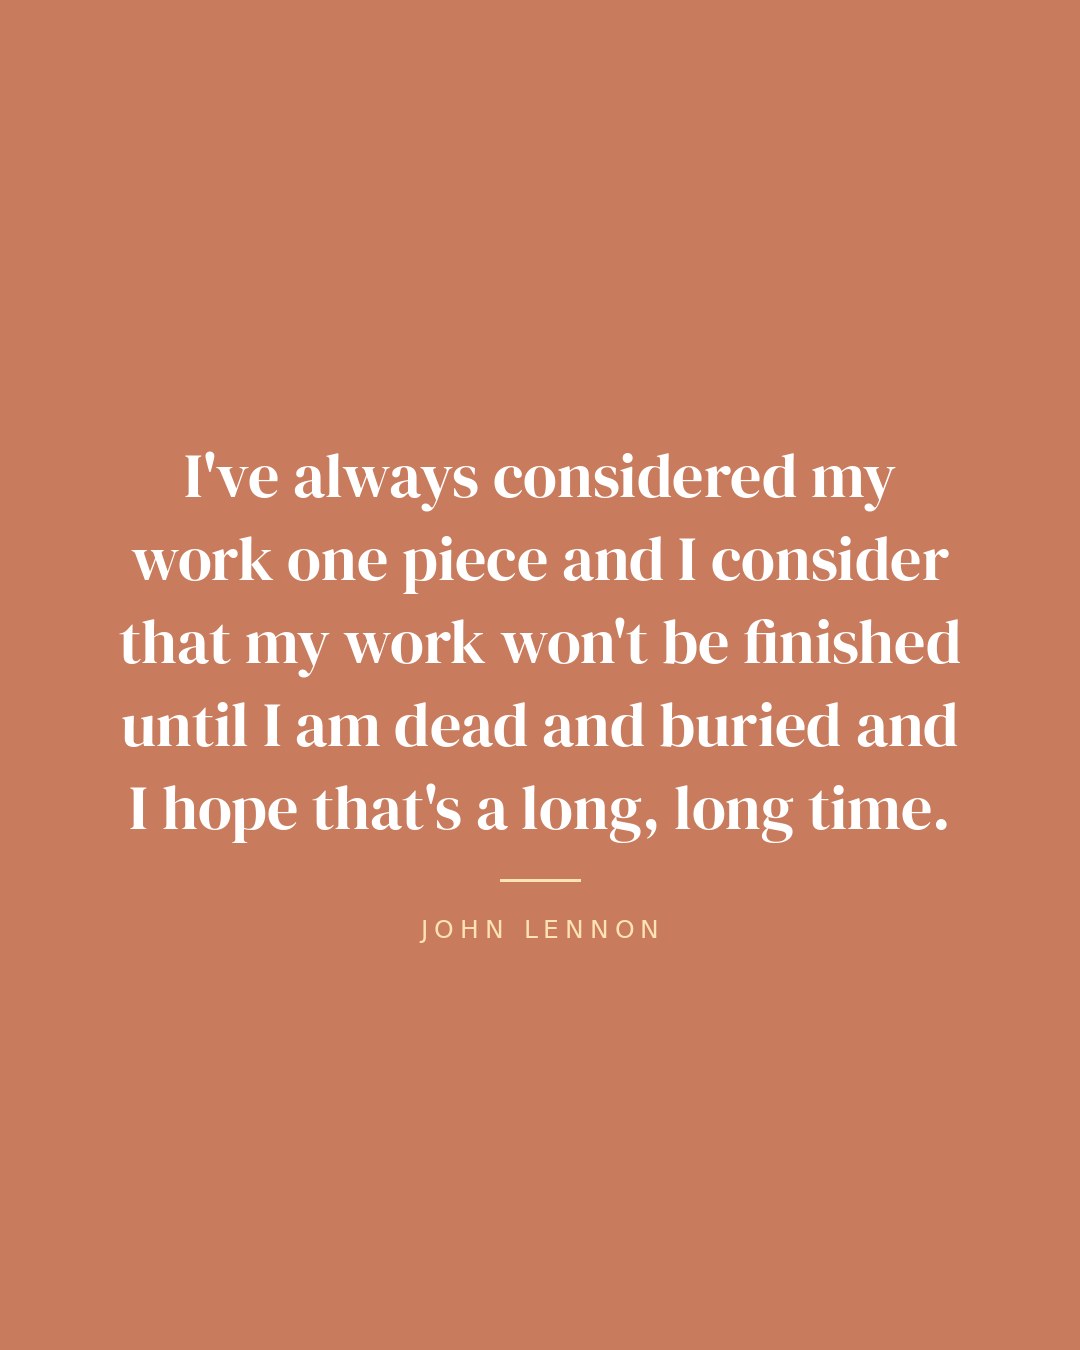 I've always considered my
work one piece and I consider
that my work won't be finished
until I am dead and buried and
I hope that's a long, long time.
JOHN LENNON